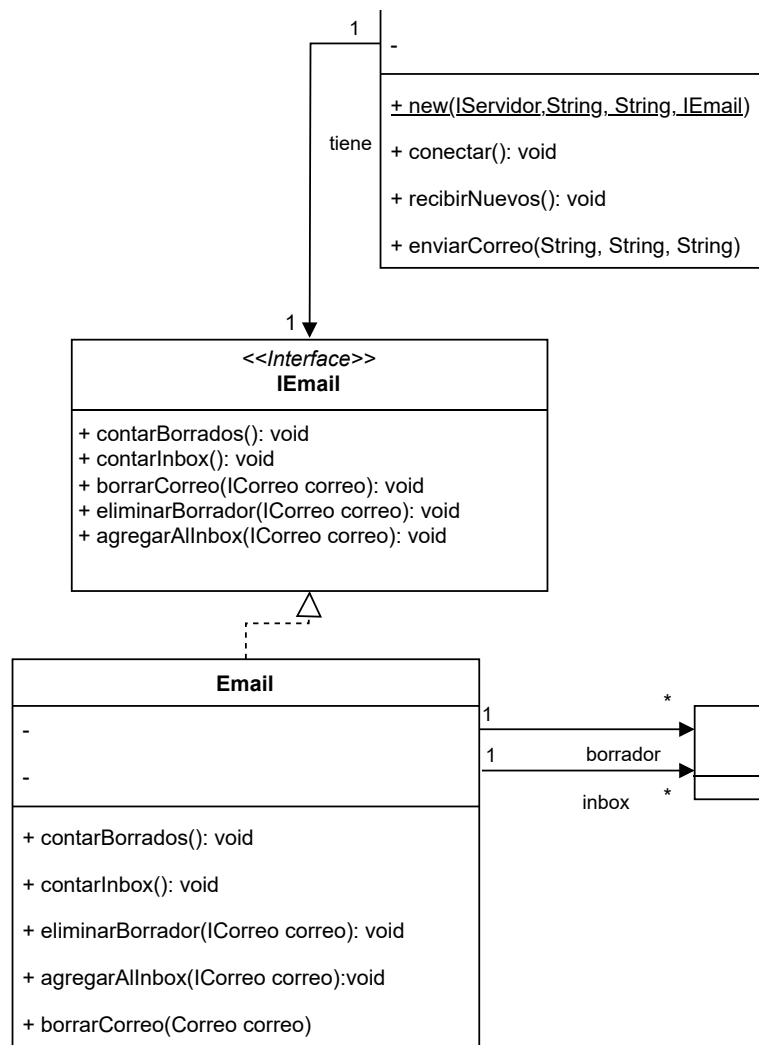 1
-
+ new(IServidor,String, String, IEmail)
tiene
+ conectar(): void
+ recibirNuevos(): void
+ enviarCorreo(String, String, String)
1
<<Interface>>
IEmail
+ contarBorrados(): void
+ contarInbox(): void
+ borrarCorreo(ICorreo correo): void
+ eliminarBorrador(ICorreo correo): void
+ agregarAlInbox(ICorreo correo): void
Email
-
-
1
*
borrador
1
*
inbox
+ contarBorrados(): void
+ contarInbox(): void
+ eliminarBorrador(ICorreo correo): void
+ agregarAlInbox(ICorreo correo):void
+ borrarCorreo(Correo correo)